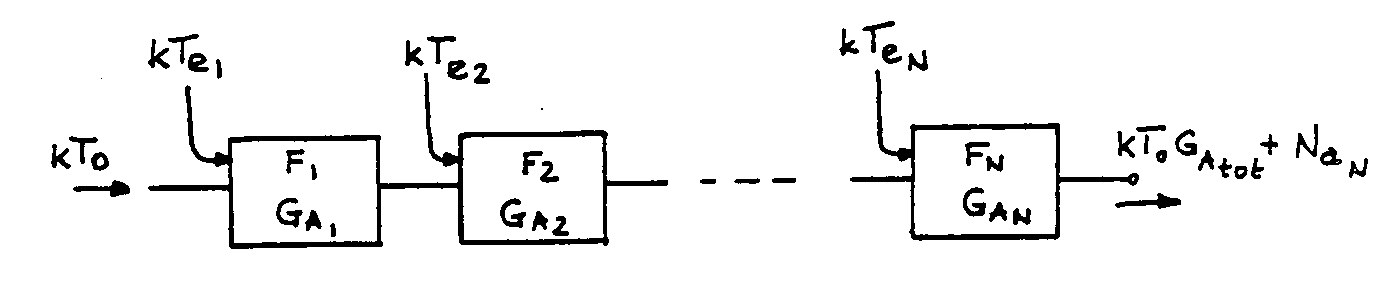 kTe1 kTe2 kTeN
kT0 F1 F2 FN kT0 GAtot + NaN
GA1 GA2 GAN